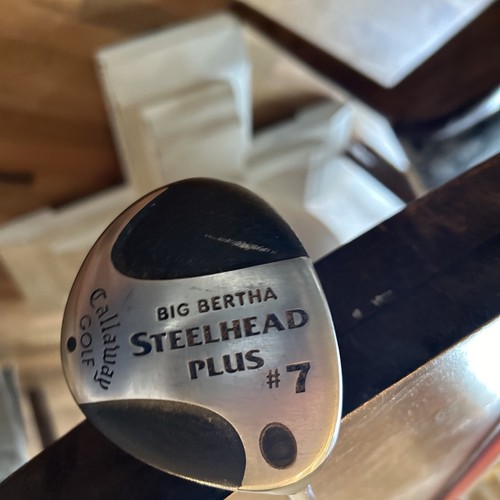 Callaway
GOLF
BIG BERTHA
STEELHEAD
PLUS
#7